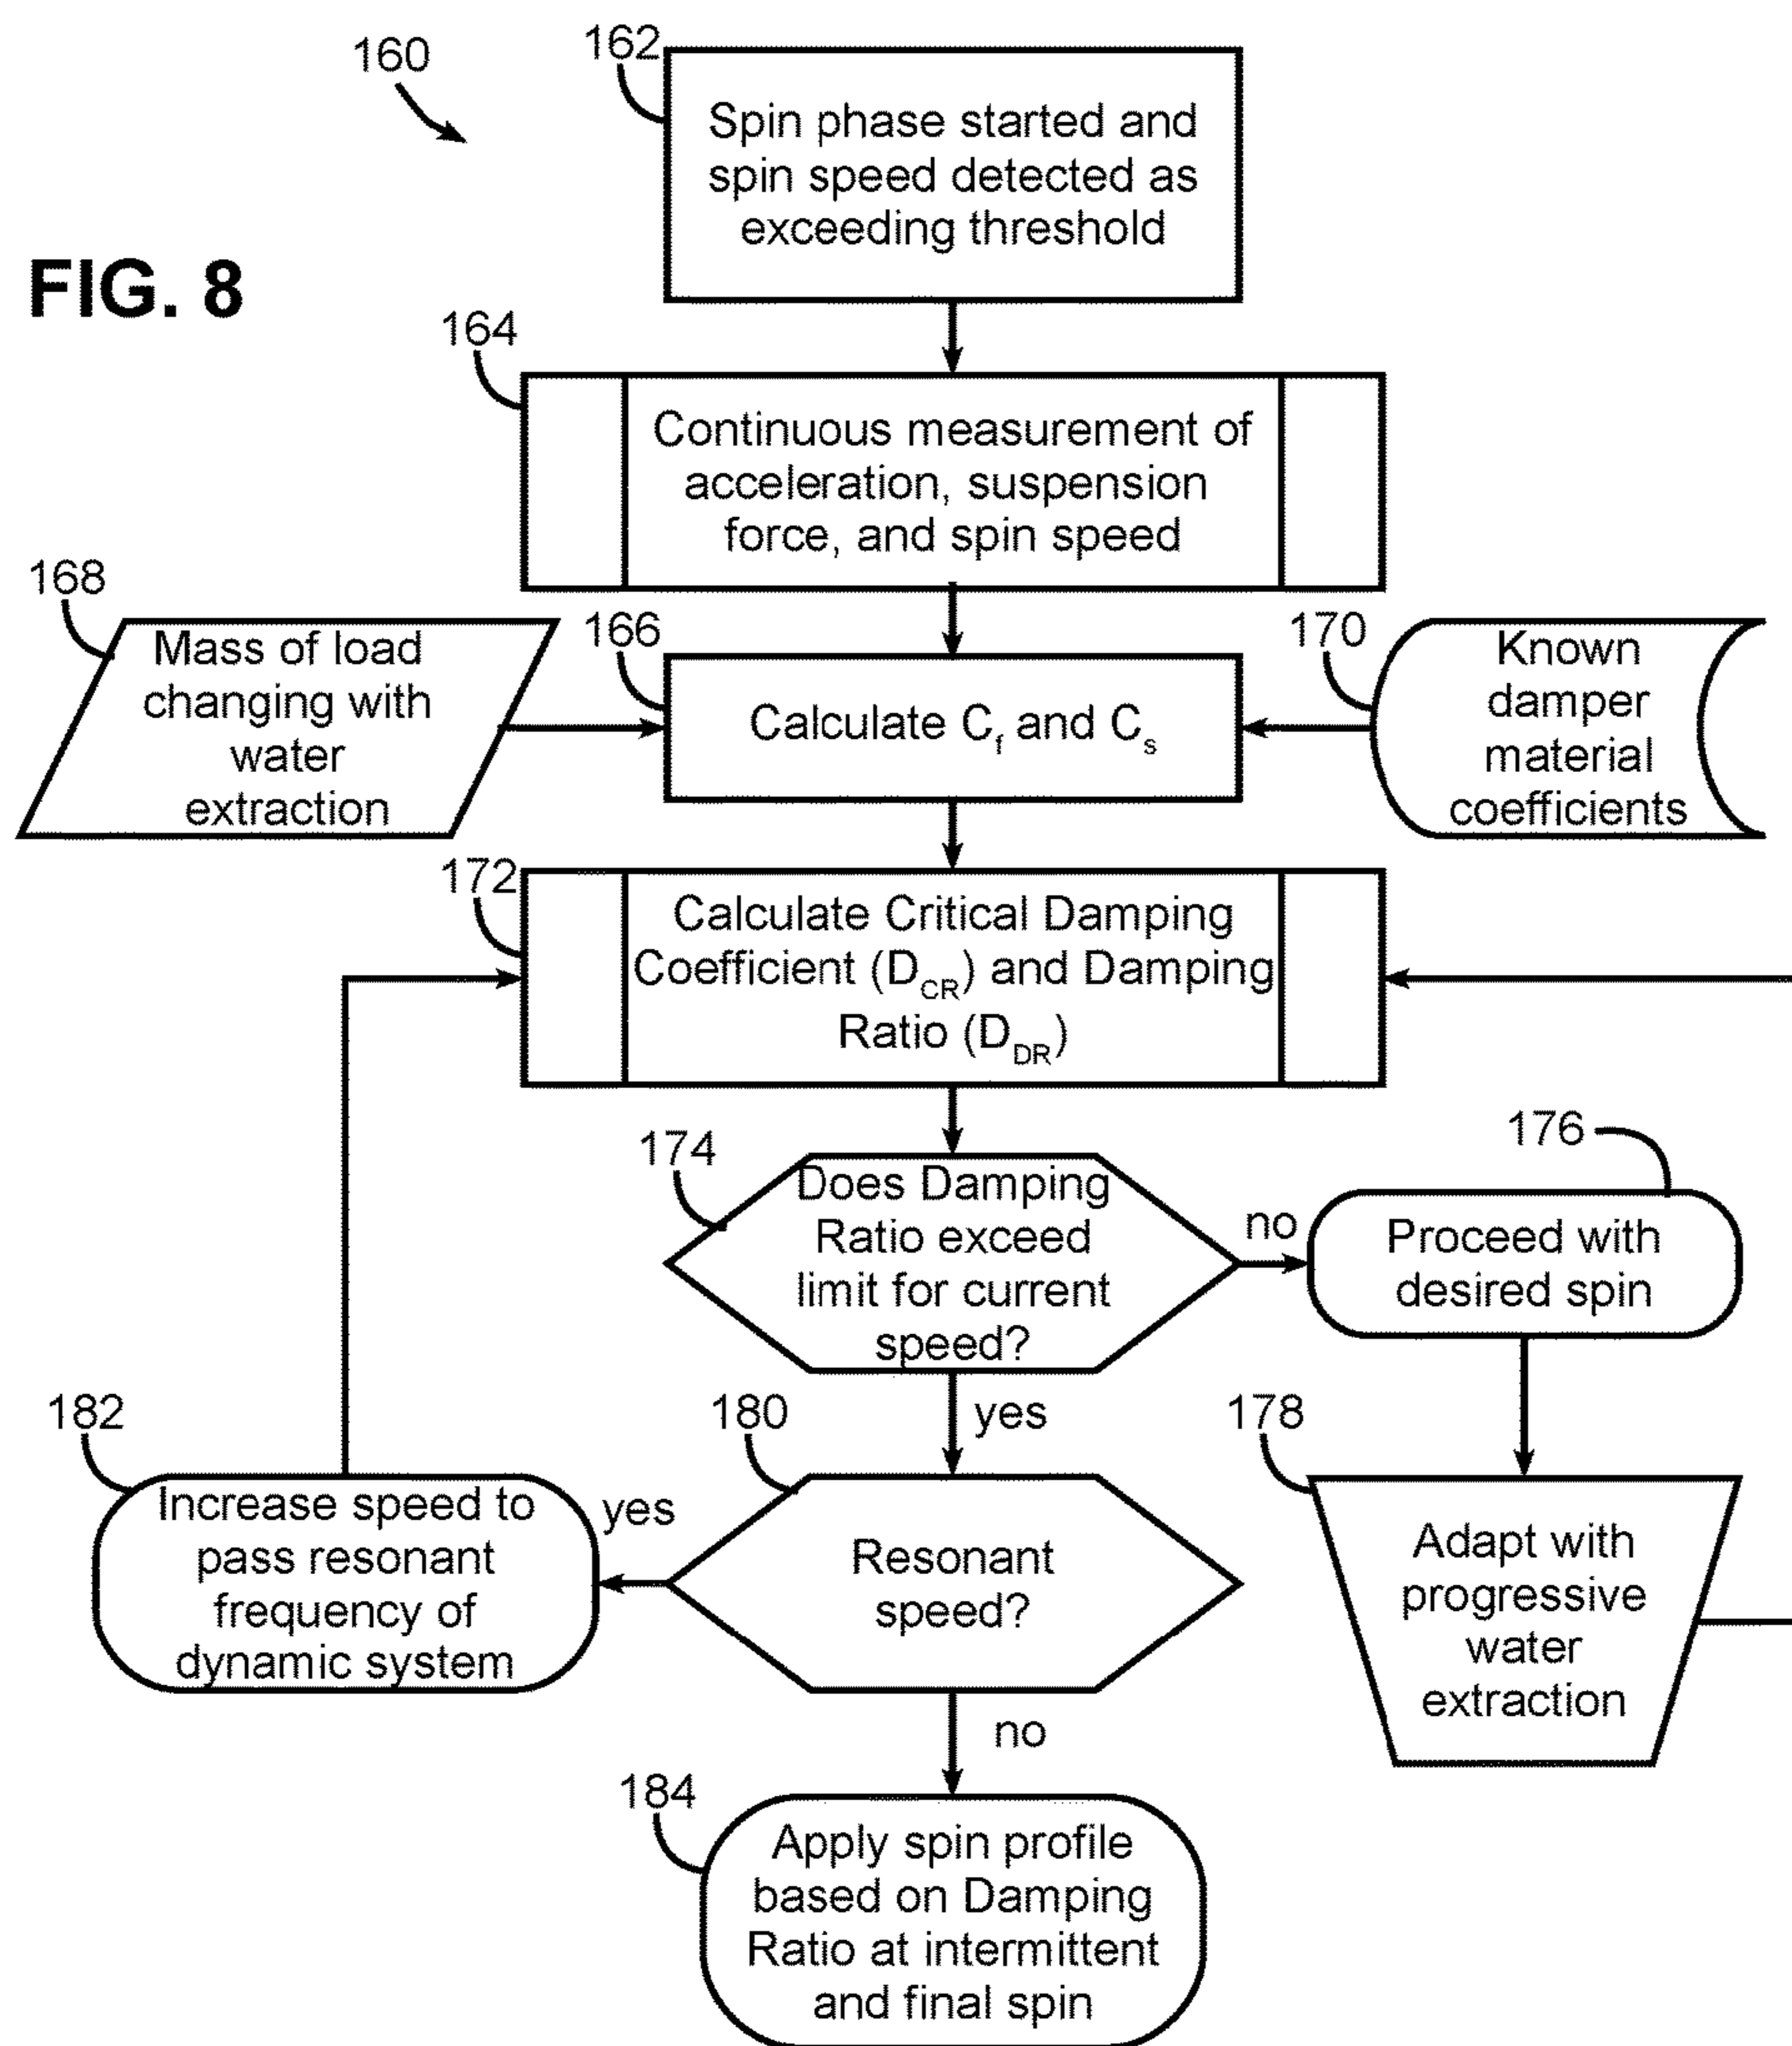 160
162
Spin phase started and
spin speed detected as
exceeding threshold
FIG. 8
164
Continuous measurement of
acceleration, suspension
force, and spin speed
168
Mass of load
changing with
water
extraction
166
Calculate Cf and Cs
170
Known
damper
material
coefficients
172
Calculate Critical Damping
Coefficient (DCR) and Damping
Ratio (DDR)
174
Does Damping
Ratio exceed
limit for current
speed?
no
176
Proceed with
desired spin
yes
178
Adapt with
progressive
water
extraction
180
Resonant
speed?
yes
182
Increase speed to
pass resonant
frequency of
dynamic system
no
184
Apply spin profile
based on Damping
Ratio at intermittent
and final spin